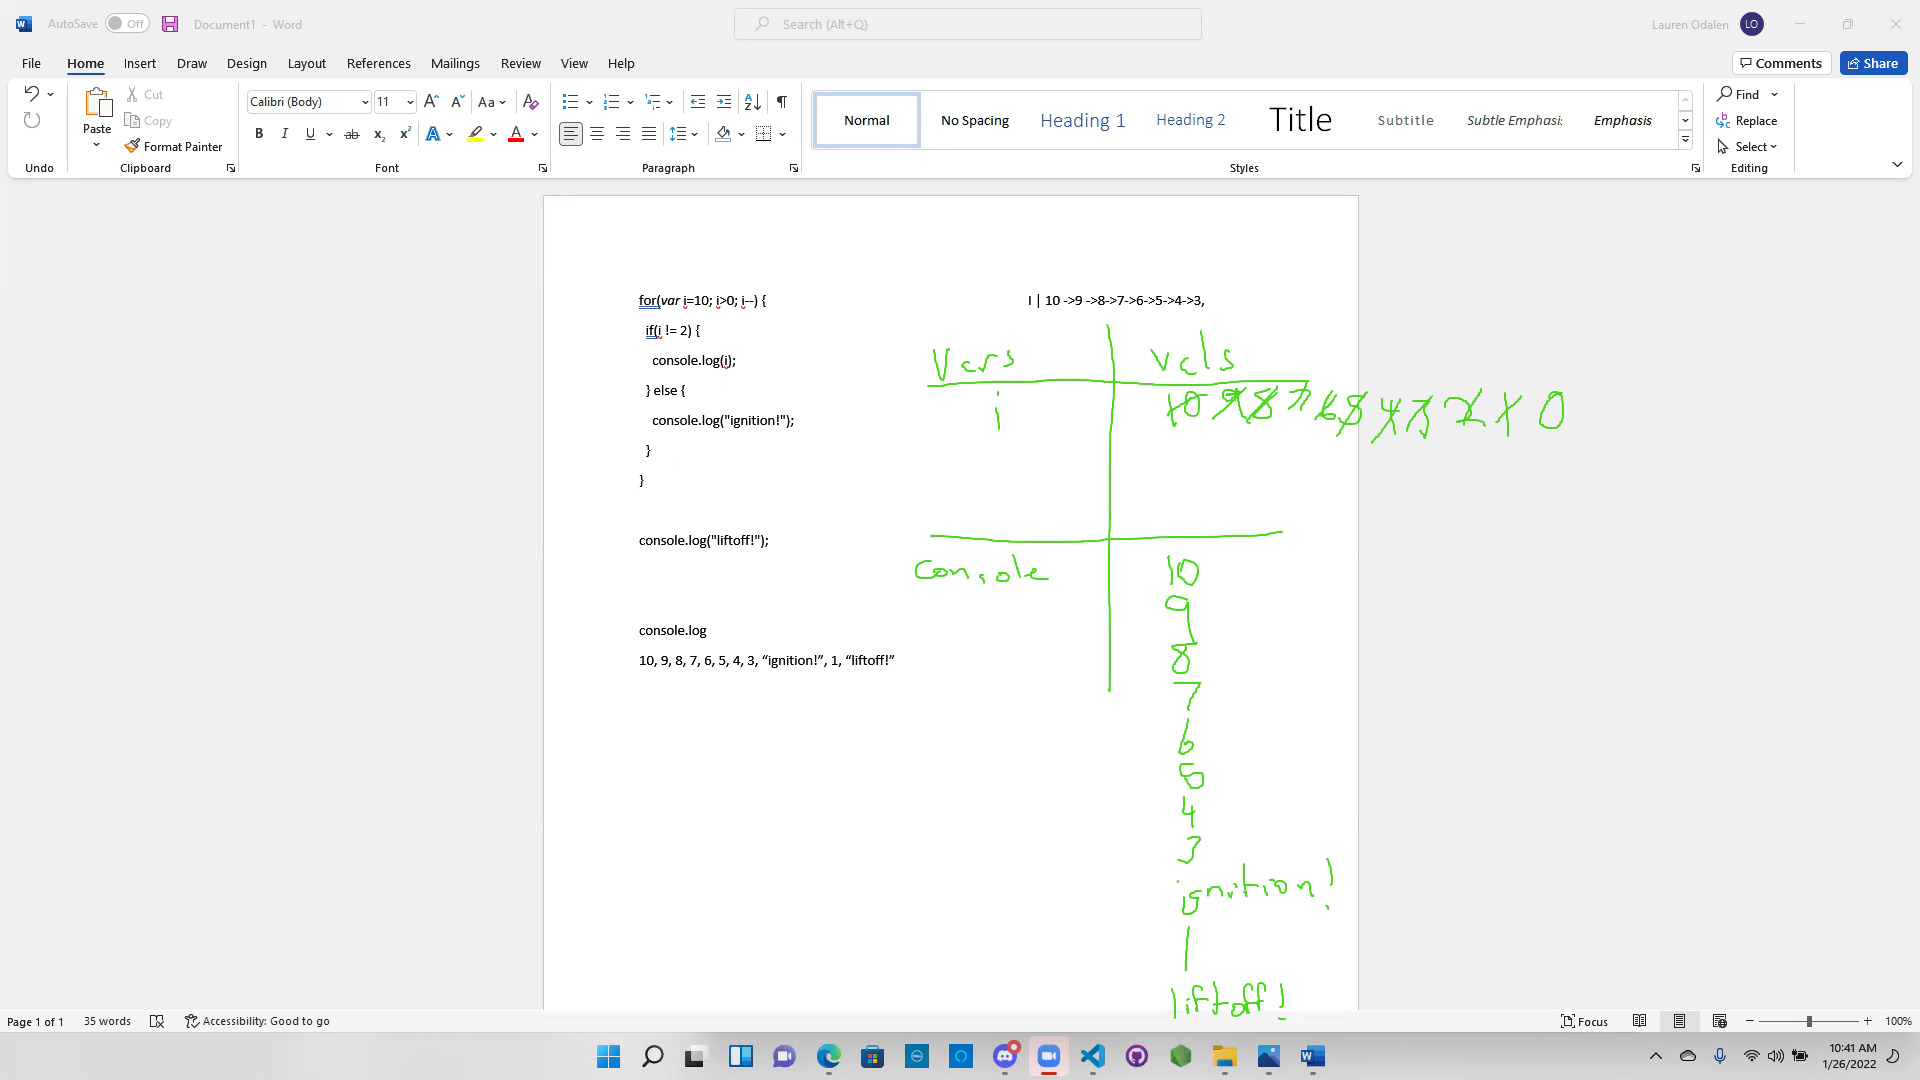 AutoSave Off Document1 - Word
Search (Alt+Q)
Lauren Odalen LO
File Home Insert Draw Design Layout References Mailings Review View Help
Comments Share
Paste Cut Copy Format Painter
Calibri (Body) 11
Normal No Spacing Heading 1 Heading 2 Title Subtitle Subtle Emphasis Emphasis
Find Replace Select
Undo Clipboard Font Paragraph Styles Editing
for(var i=10; i>0; i--) {
I | 10 ->9 ->8->7->6->5->4->3,
if(i != 2) {
console.log(i);
} else {
console.log("ignition!");
}
}
console.log("liftoff!");
console.log
10, 9, 8, 7, 6, 5, 4, 3, “ignition!”, 1, “liftoff!”
Vars vals
i 10 9 8 7 6 5 4 3 2 1 0
Console 10
9
8
7
6
5
4
3
ignition!
1
liftoff!
Page 1 of 1 35 words Accessibility: Good to go
Focus 100%
10:41 AM
1/26/2022